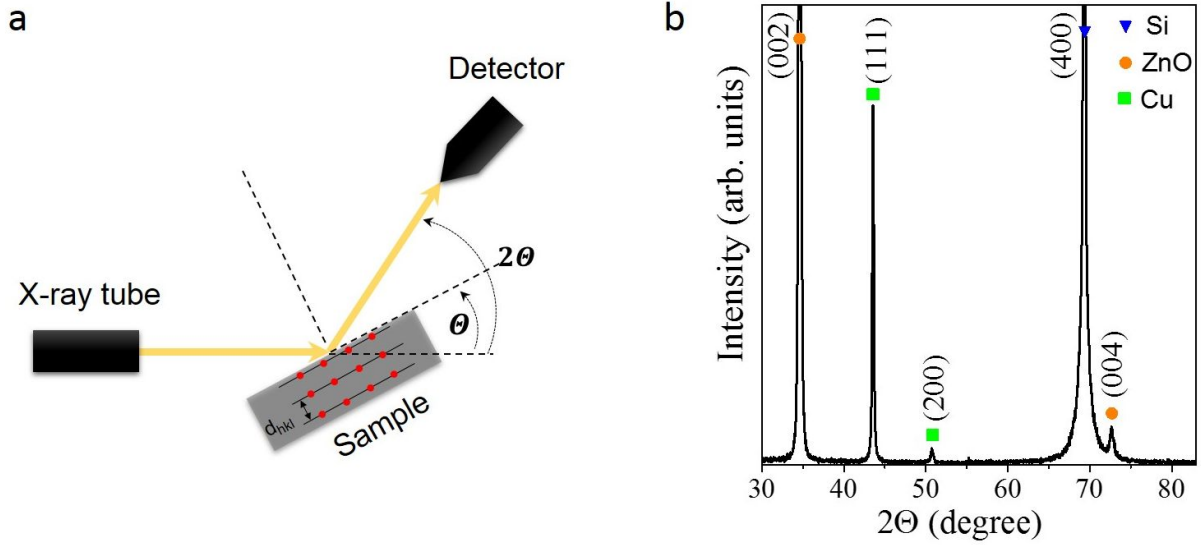 a
Detector
2Θ
X-ray tube
Θ
d_hkl
Sample
b
Intensity (arb. units)
(002)
(111)
(200)
(400)
(004)
Si
ZnO
Cu
30 40 50 60 70 80
2Θ (degree)